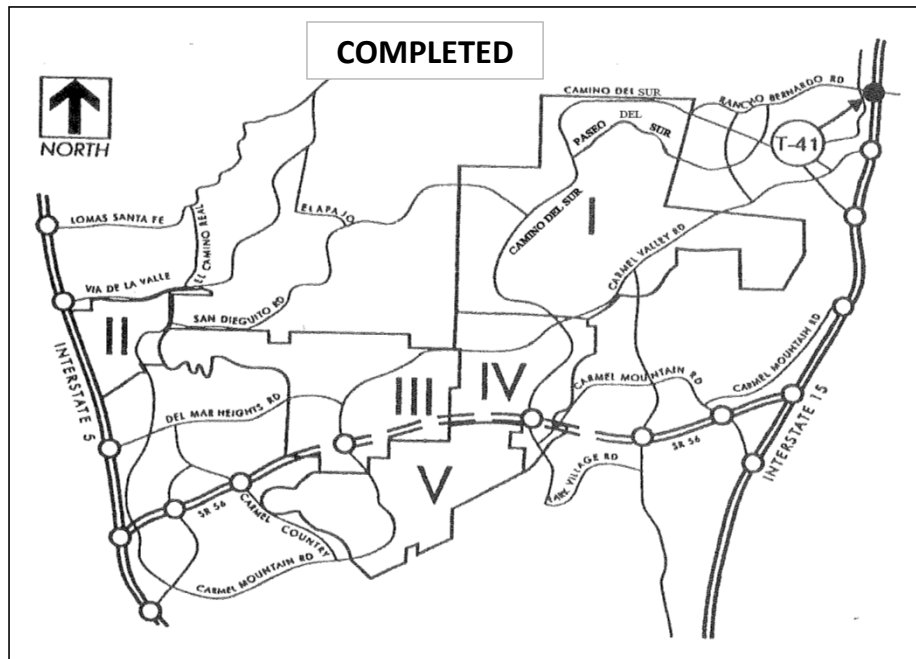 COMPLETED
NORTH
CAMINO DEL SUR
RANCHO BERNARDO RD
PASEO DEL SUR
T-41
LOMAS SANTA FE
EL CAMINO REAL
EL APAJO
CAMINO DEL SUR
I
CARMEL VALLEY RD
VIA DE LA VALLE
SAN DIEGUITO RD
II
INTERSTATE 5
III
IV
CARMEL MOUNTAIN RD
CARMEL MOUNTAIN RD
DEL MAR HEIGHTS RD
V
SR 56
INTERSTATE 15
PARK VILLAGE RD
SR 56
CARMEL COUNTRY
CARMEL MOUNTAIN RD